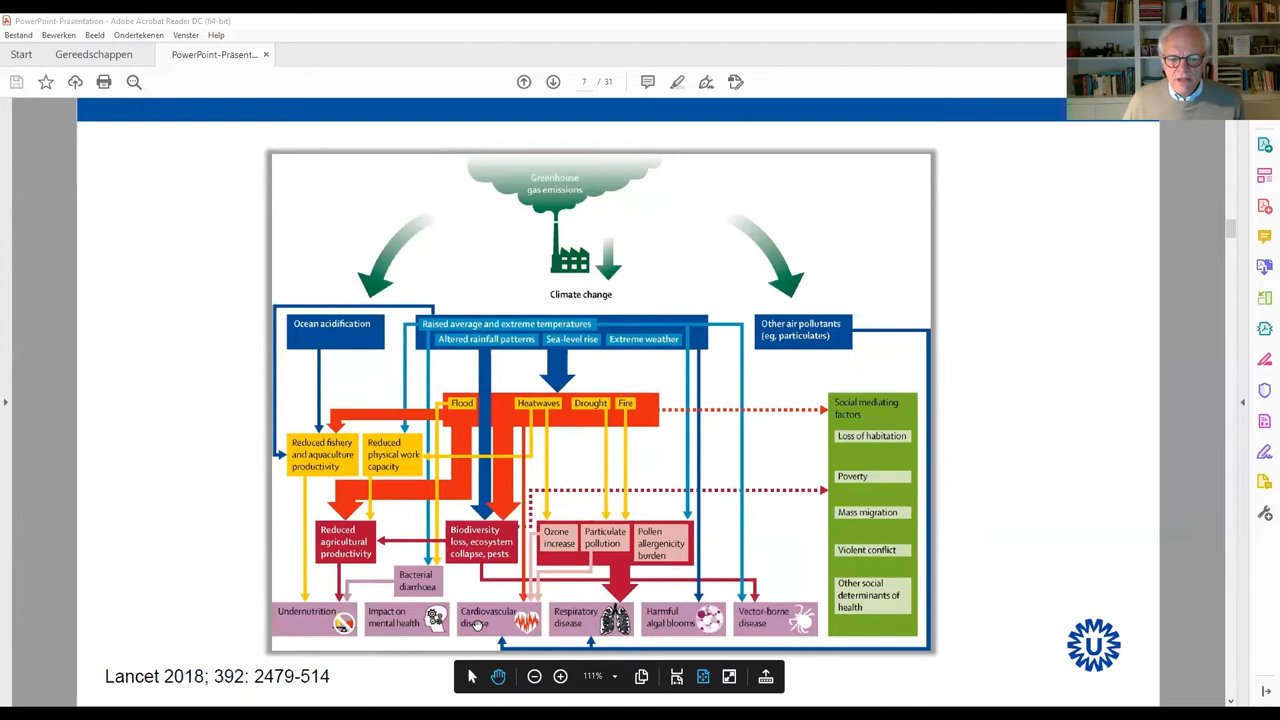 PowerPoint-Präsentation - Adobe Acrobat Reader DC (64-bit)
Bestand Bewerken Beeld Ondertekenen Venster Help
Start Gereedschappen PowerPoint-Präsent... ×
7 / 31
Greenhouse
gas emissions
Climate change
Ocean acidification
Raised average and extreme temperatures
Altered rainfall patterns Sea-level rise Extreme weather
Other air pollutants
(eg, particulates)
Flood Heatwaves Drought Fire
Social mediating
factors
Loss of habitation
Poverty
Mass migration
Violent conflict
Other social
determinants of
health
Reduced fishery
and aquaculture
productivity
Reduced
physical work
capacity
Reduced
agricultural
productivity
Biodiversity
loss, ecosystem
collapse, pests
Ozone
increase
Particulate
pollution
Pollen
allergenicity
burden
Bacterial
diarrhoea
Undernutrition
Impact on
mental health
Cardiovascular
disease
Respiratory
disease
Harmful
algal blooms
Vector-borne
disease
Lancet 2018; 392: 2479-514
111%
U